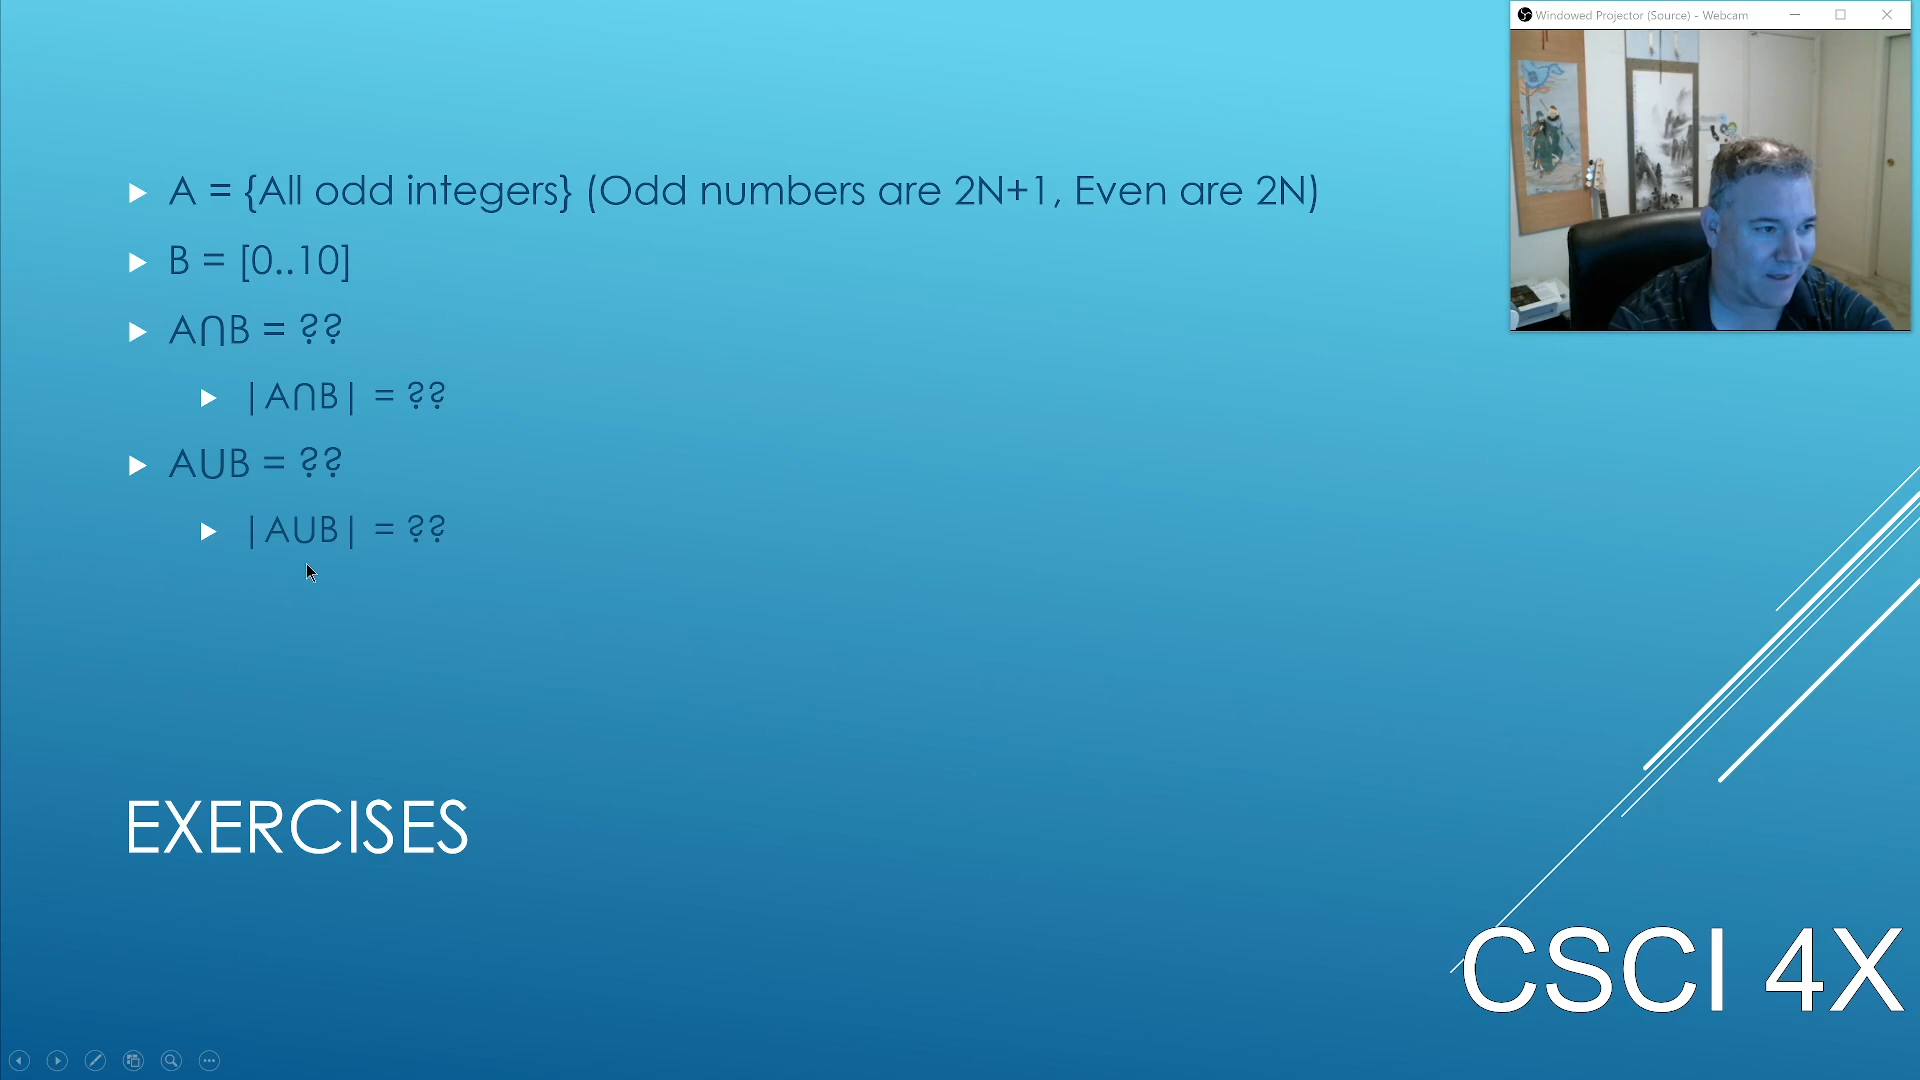 Windowed Projector (Source) - Webcam
A = {All odd integers} (Odd numbers are 2N+1, Even are 2N)
B = [0..10]
A∩B = ??
|A∩B| = ??
A∪B = ??
|A∪B| = ??
EXERCISES
CSCI 4X